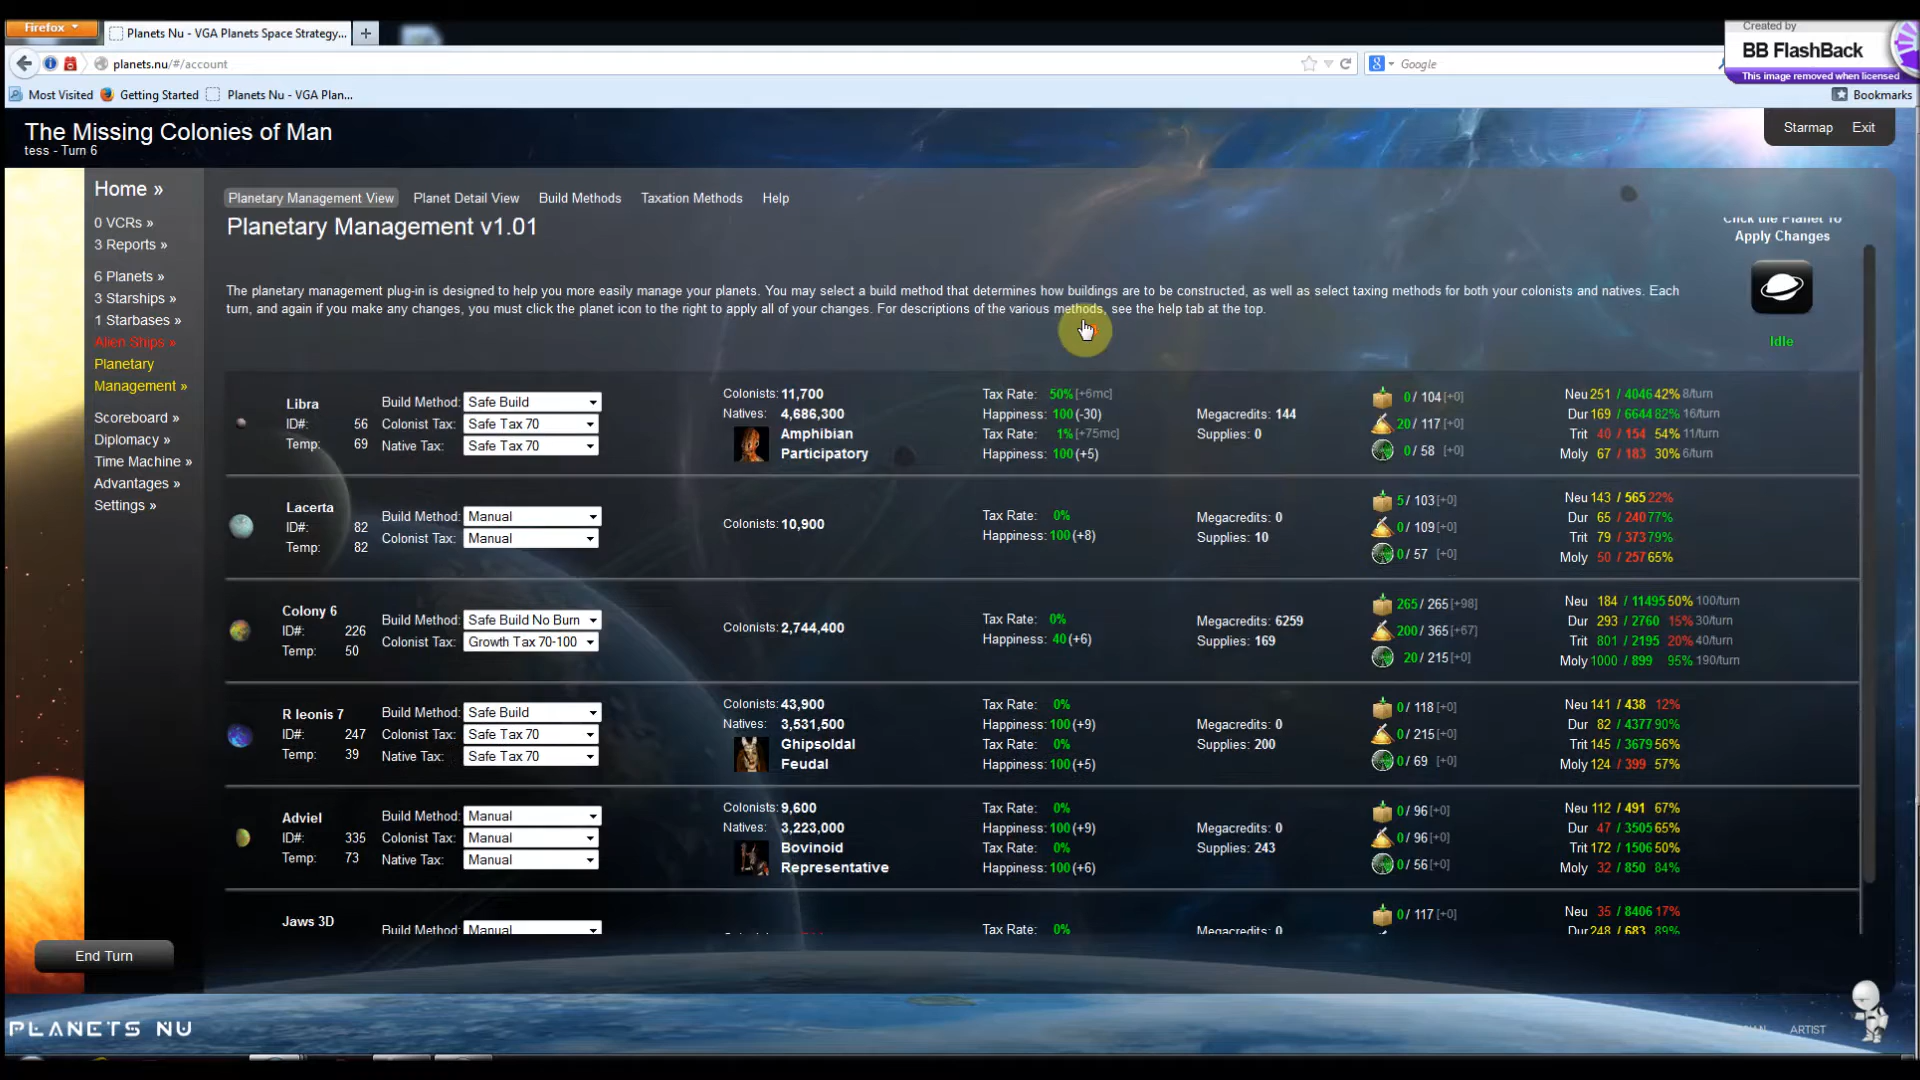 Firefox
Planets Nu - VGA Planets Space Strategy...
Created by
BB FlashBack
This image removed when licensed
planets.nu/#/account
Google
Most Visited Getting Started Planets Nu - VGA Plan...
Bookmarks
The Missing Colonies of Man
tess - Turn 6
Starmap Exit
Home »
0 VCRs »
3 Reports »
6 Planets »
3 Starships »
1 Starbases »
Alien Ships »
Planetary
Management »
Scoreboard »
Diplomacy »
Time Machine »
Advantages »
Settings »
End Turn
Planetary Management View Planet Detail View Build Methods Taxation Methods Help
Planetary Management v1.01
Click the Planet To
Apply Changes
Idle
The planetary management plug-in is designed to help you more easily manage your planets. You may select a build method that determines how buildings are to be constructed, as well as select taxing methods for both your colonists and natives. Each
turn, and again if you make any changes, you must click the planet icon to the right to apply all of your changes. For descriptions of the various methods, see the help tab at the top.
Libra
ID#: 56
Temp: 69
Build Method: Safe Build
Colonist Tax: Safe Tax 70
Native Tax: Safe Tax 70
Colonists: 11,700
Natives: 4,686,300
Amphibian
Participatory
Tax Rate: 50% [+6mc]
Happiness: 100 (-30)
Tax Rate: 1% [+75mc]
Happiness: 100 (+5)
Megacredits: 144
Supplies: 0
0/ 104 [+0]
20/ 117 [+0]
0/ 58 [+0]
Neu 251 / 4046 42% 8/turn
Dur 169 / 6644 82% 16/turn
Trit 40 / 154 54% 11/turn
Moly 67 / 183 30% 6/turn
Lacerta
ID#: 82
Temp: 82
Build Method: Manual
Colonist Tax: Manual
Colonists: 10,900
Tax Rate: 0%
Happiness: 100 (+8)
Megacredits: 0
Supplies: 10
5/ 103 [+0]
0/ 109 [+0]
0/ 57 [+0]
Neu 143 / 565 22%
Dur 65 / 240 77%
Trit 79 / 373 79%
Moly 50 / 257 65%
Colony 6
ID#: 226
Temp: 50
Build Method: Safe Build No Burn
Colonist Tax: Growth Tax 70-100
Colonists: 2,744,400
Tax Rate: 0%
Happiness: 40 (+6)
Megacredits: 6259
Supplies: 169
265/ 265 [+98]
200/ 365 [+67]
20/ 215 [+0]
Neu 184 / 11495 50% 100/turn
Dur 293 / 2760 15% 30/turn
Trit 801 / 2195 20% 40/turn
Moly 1000 / 899 95% 190/turn
R leonis 7
ID#: 247
Temp: 39
Build Method: Safe Build
Colonist Tax: Safe Tax 70
Native Tax: Safe Tax 70
Colonists: 43,900
Natives: 3,531,500
Ghipsoldal
Feudal
Tax Rate: 0%
Happiness: 100 (+9)
Tax Rate: 0%
Happiness: 100 (+5)
Megacredits: 0
Supplies: 200
0/ 118 [+0]
0/ 215 [+0]
0/ 69 [+0]
Neu 141 / 438 12%
Dur 82 / 4377 90%
Trit 145 / 3679 56%
Moly 124 / 399 57%
Adviel
ID#: 335
Temp: 73
Build Method: Manual
Colonist Tax: Manual
Native Tax: Manual
Colonists: 9,600
Natives: 3,223,000
Bovinoid
Representative
Tax Rate: 0%
Happiness: 100 (+9)
Tax Rate: 0%
Happiness: 100 (+6)
Megacredits: 0
Supplies: 243
0/ 96 [+0]
0/ 96 [+0]
0/ 56 [+0]
Neu 112 / 491 67%
Dur 47 / 3505 65%
Trit 172 / 1506 50%
Moly 32 / 850 84%
Jaws 3D
Build Method: Manual
Tax Rate: 0%
Megacredits: 0
0/ 117 [+0]
Neu 35 / 8406 17%
Dur 248 / 683 89%
PLANETS NU
ARTIST